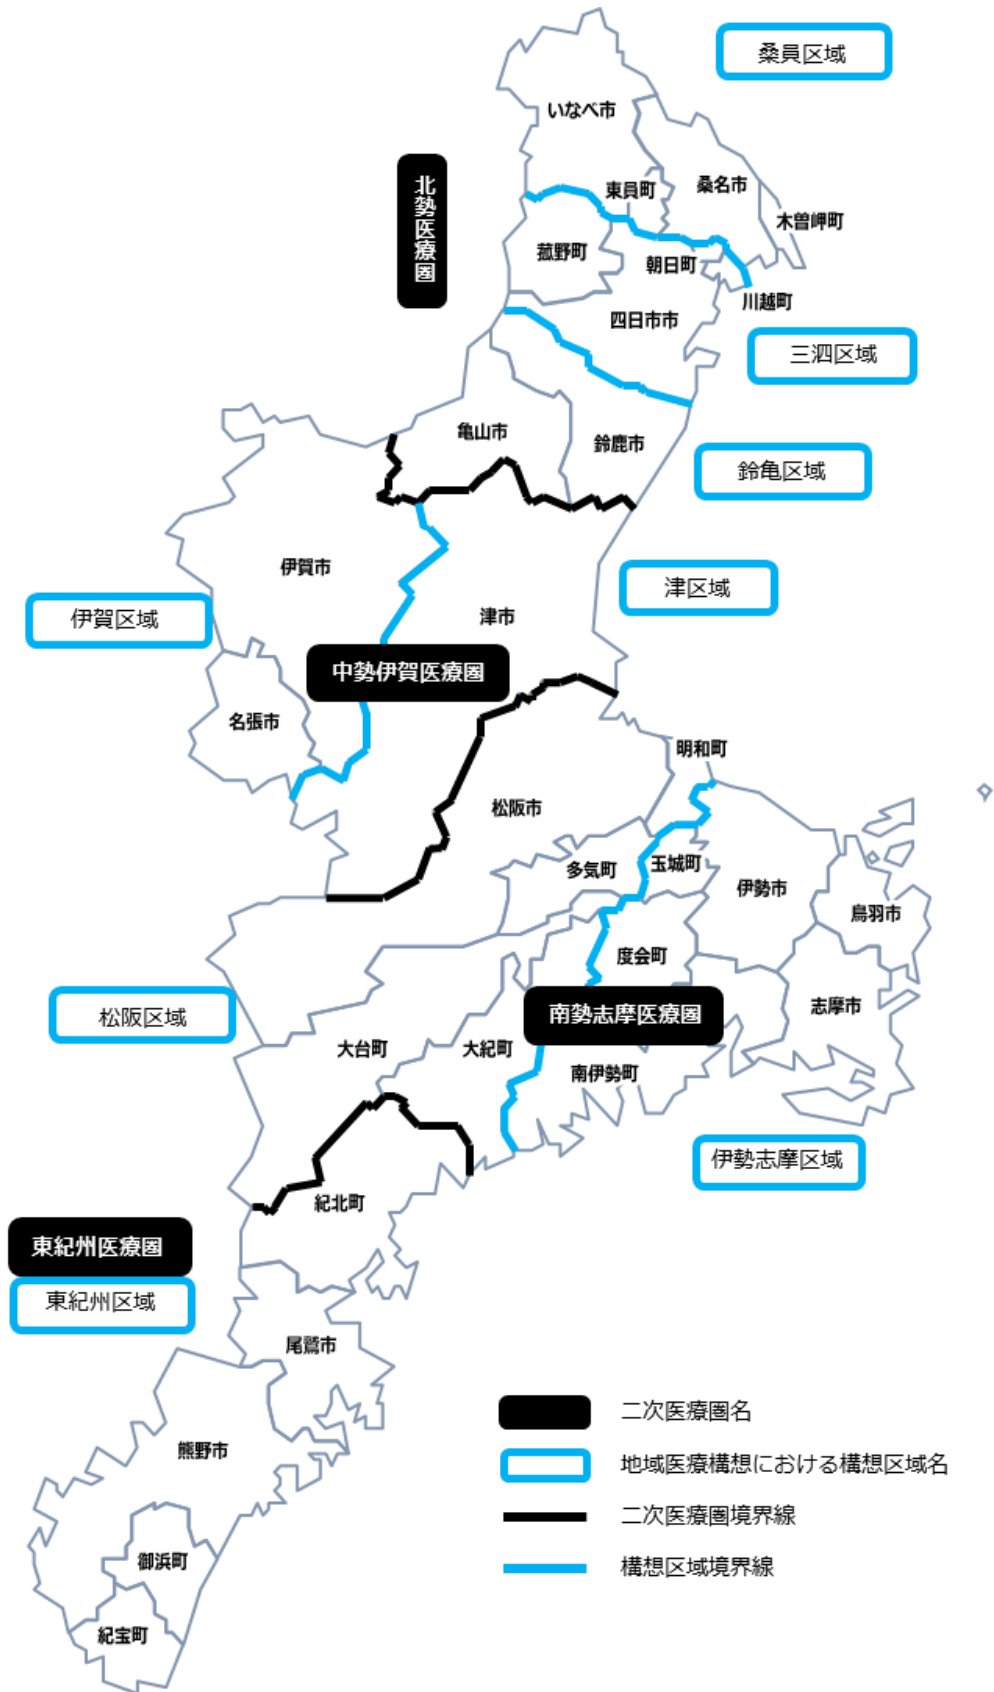 桑員区域
いなべ市
北勢医療圏
東員町
桑名市
木曽岬町
菰野町
朝日町
川越町
四日市市
三泗区域
亀山市
鈴鹿市
鈴亀区域
伊賀市
津区域
伊賀区域
津市
中勢伊賀医療圏
名張市
明和町
松阪市
多気町
玉城町
伊勢市
鳥羽市
度会町
志摩市
松阪区域
南勢志摩医療圏
大台町
大紀町
南伊勢町
伊勢志摩区域
紀北町
東紀州医療圏
東紀州区域
尾鷲市
二次医療圏名
熊野市
地域医療構想における構想区域名
二次医療圏境界線
御浜町
構想区域境界線
紀宝町